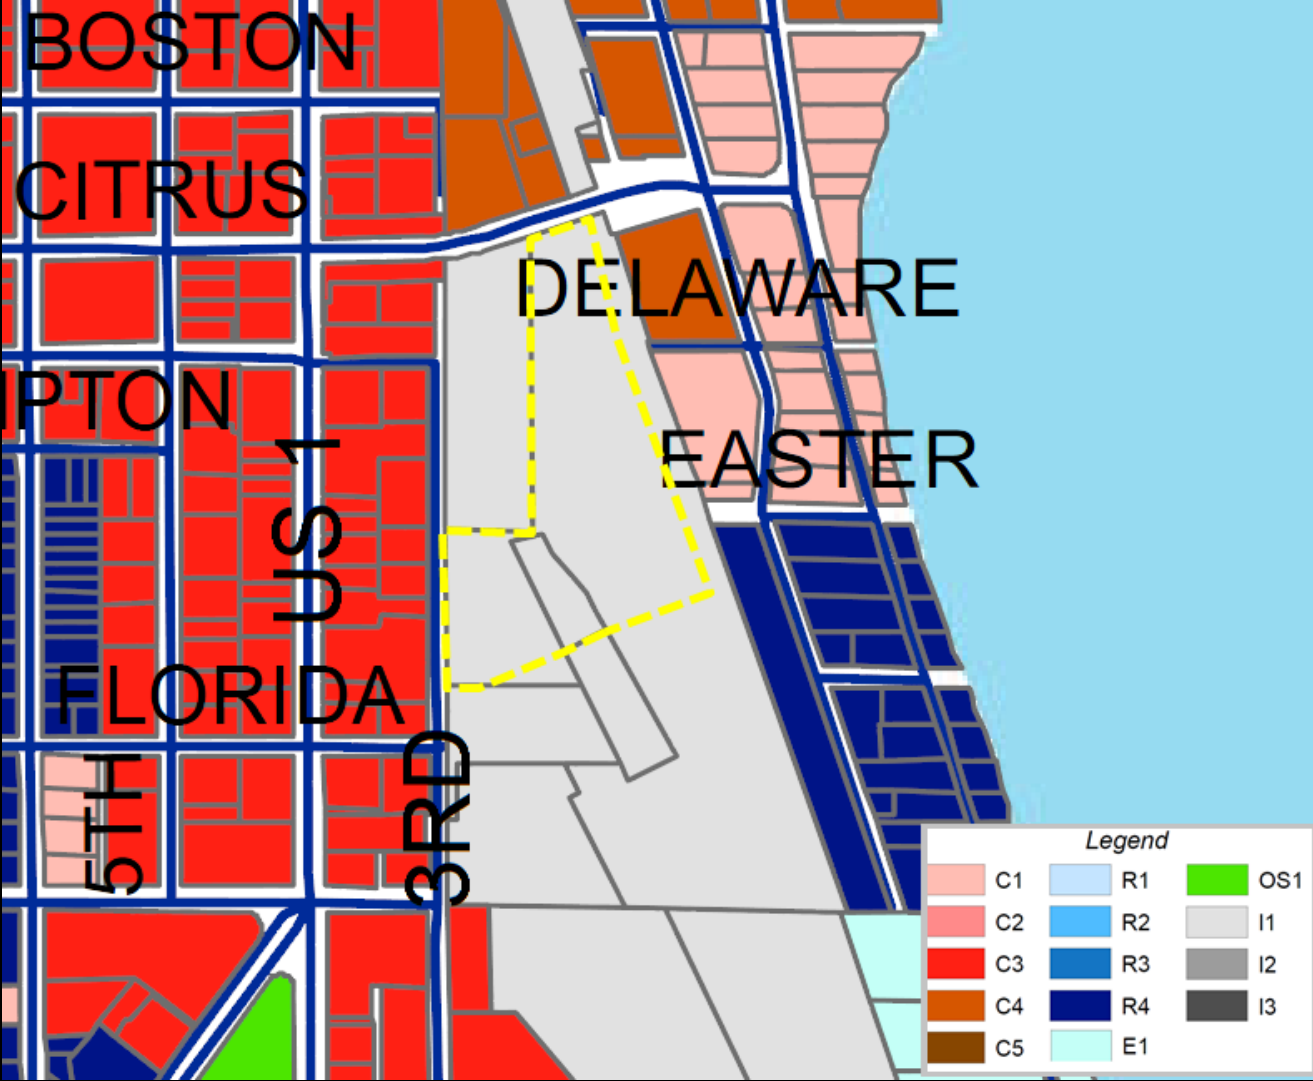 BOSTON
CITRUS
DELAWARE
IPTON
EASTER
US 1
FLORIDA
5TH
3RD
Legend
C1 R1 OS1
C2 R2 I1
C3 R3 I2
C4 R4 I3
C5 E1